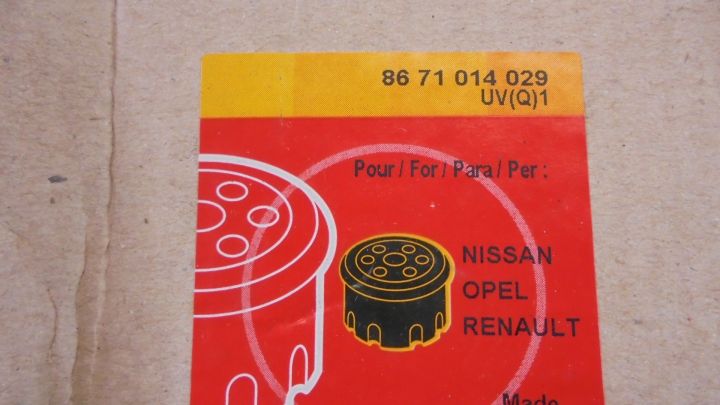 86 71 014 029
UV(Q)1
Pour / For / Para / Per :
NISSAN
OPEL
RENAULT
Made